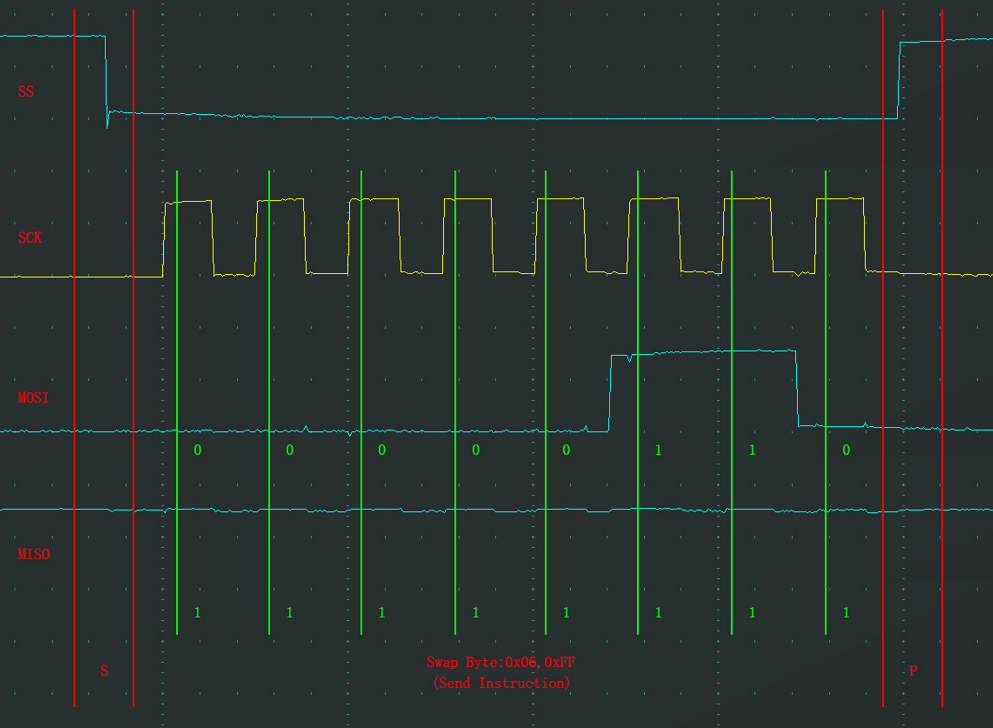 SS
SCK
MOSI
0 0 0 0 0 1 1 0
MISO
1 1 1 1 1 1 1 1
Swap Byte:0x06,0xFF
S P
(Send Instruction)